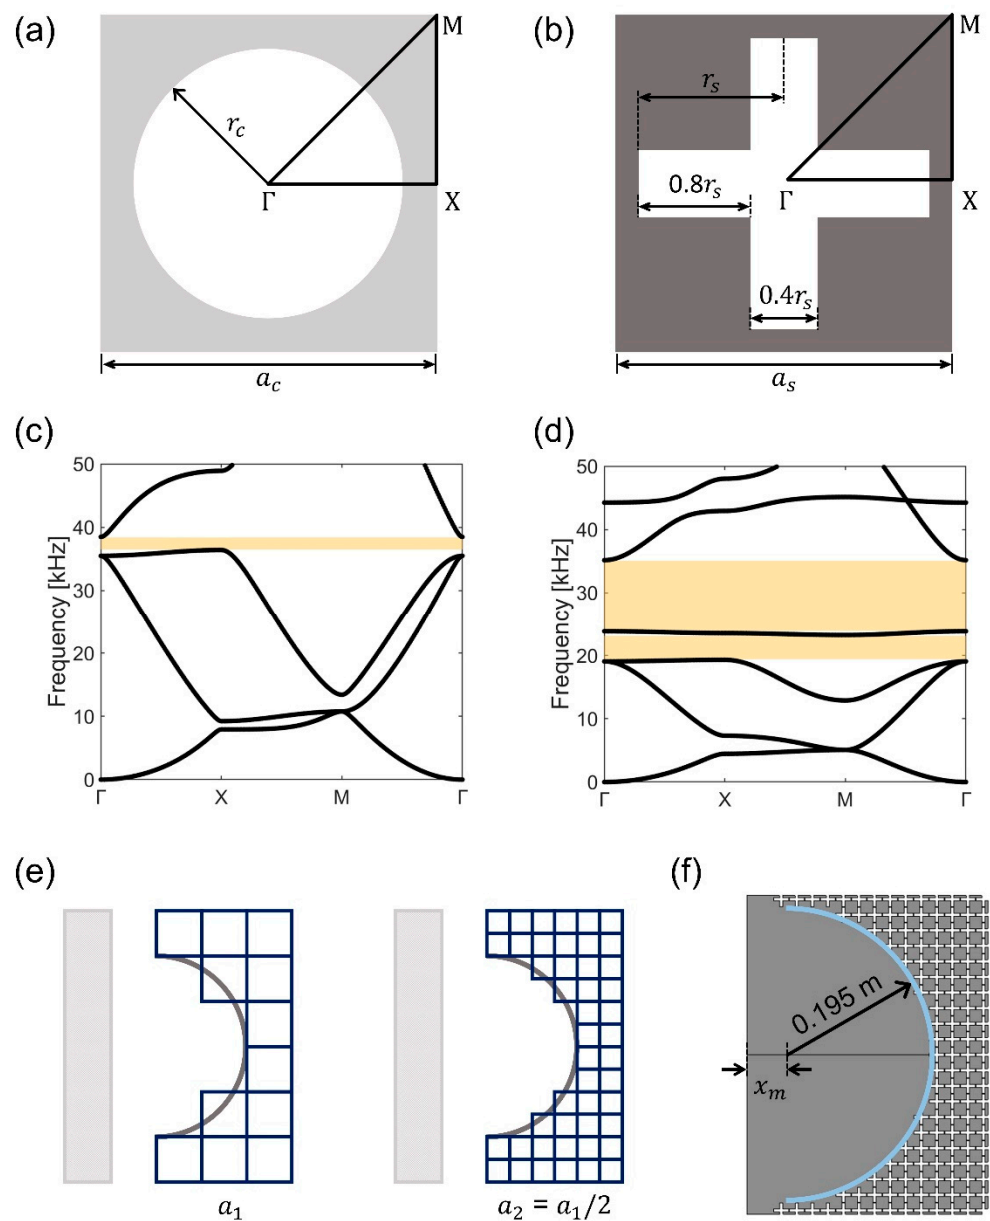 (a)
M
r_c
Γ
X
a_c
(b)
M
r_s
0.8r_s
Γ
X
0.4r_s
a_s
(c)
50
40
30
20
10
0
Frequency [kHz]
Γ X M Γ
(d)
50
40
30
20
10
0
Frequency [kHz]
Γ X M Γ
(e)
a_1
a_2 = a_1/2
(f)
0.195 m
x_m